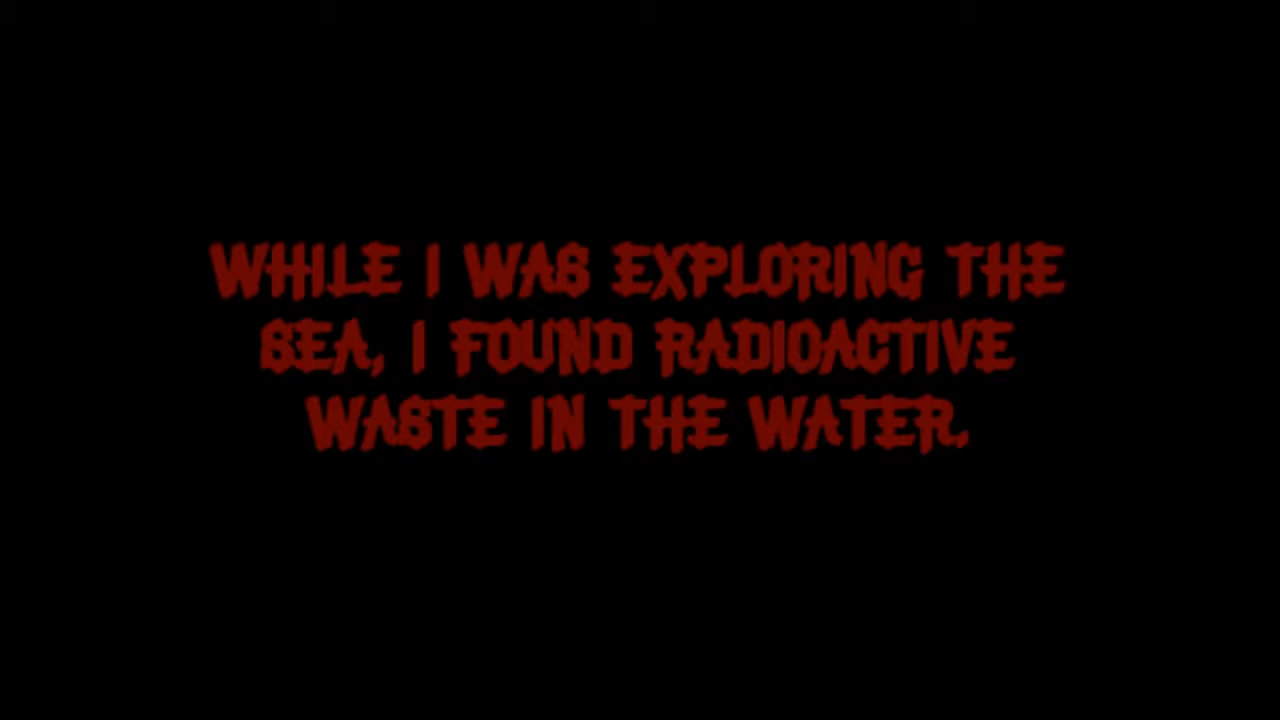 WHILE I WAS EXPLORING THE
SEA, I FOUND RADIOACTIVE
WASTE IN THE WATER.